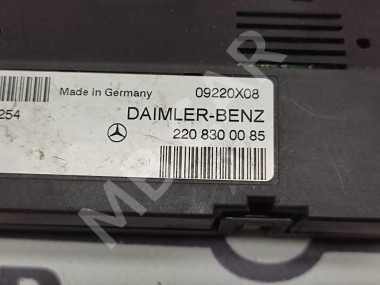 Made in Germany 09220X08
254 DAIMLER-BENZ
220 830 00 85